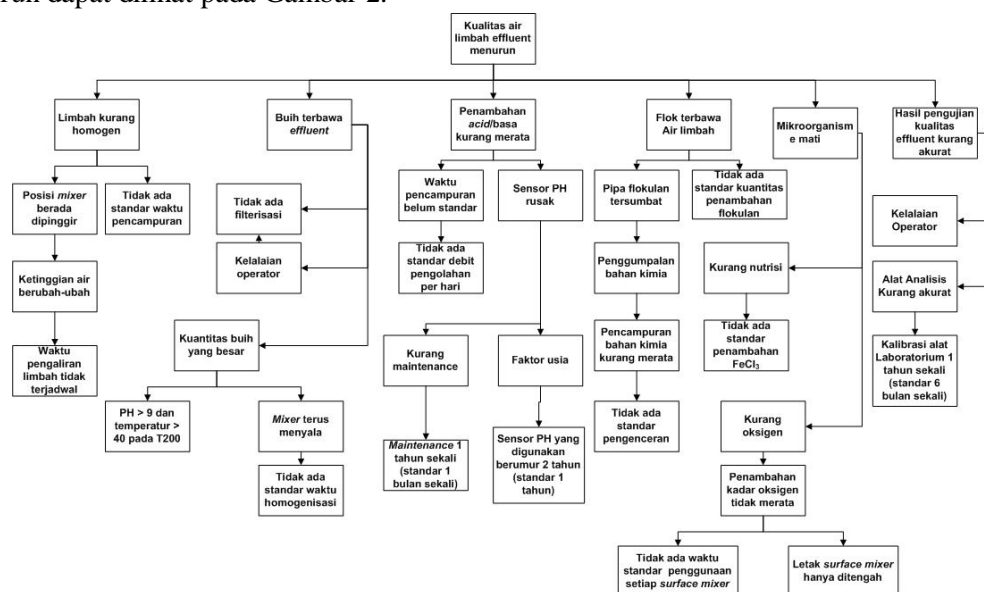 dapat dilihat pada Gambar 2.
Kualitas air
limbah effluent
menurun
Limbah kurang
homogen
Buih terbawa
effluent
Penambahan
acid/basa
kurang merata
Flok terbawa
Air limbah
Mikroorganism
e mati
Hasil pengujian
kualitas
effluent kurang
akurat
Posisi mixer
berada
dipinggir
Tidak ada
standar waktu
pencampuran
Tidak ada
filterisasi
Waktu
pencampuran
belum standar
Sensor PH
rusak
Pipa flokulan
tersumbat
Tidak ada
standar kuantitas
penambahan
flokulan
Kelalaian
Operator
Ketinggian air
berubah-ubah
Kelalaian
operator
Tidak ada
standar debit
pengolahan
per hari
Penggumpalan
bahan kimia
Kurang nutrisi
Alat Analisis
Kurang akurat
Waktu
pengaliran
limbah tidak
terjadwal
Kuantitas buih
yang besar
Kurang
maintenance
Faktor usia
Pencampuran
bahan kimia
kurang merata
Tidak ada
standar
penambahan
FeCl₃
Kalibrasi alat
Laboratorium 1
tahun sekali
(standar 6
bulan sekali)
PH > 9 dan
temperatur >
40 pada T200
Mixer terus
menyala
Maintenance 1
tahun sekali
(standar 1
bulan sekali)
Sensor PH yang
digunakan
berumur 2 tahun
(standar 1
tahun)
Tidak ada
standar
pengenceran
Kurang
oksigen
Tidak ada
standar waktu
homogenisasi
Penambahan
kadar oksigen
tidak merata
Tidak ada waktu
standar penggunaan
setiap surface mixer
Letak surface mixer
hanya ditengah